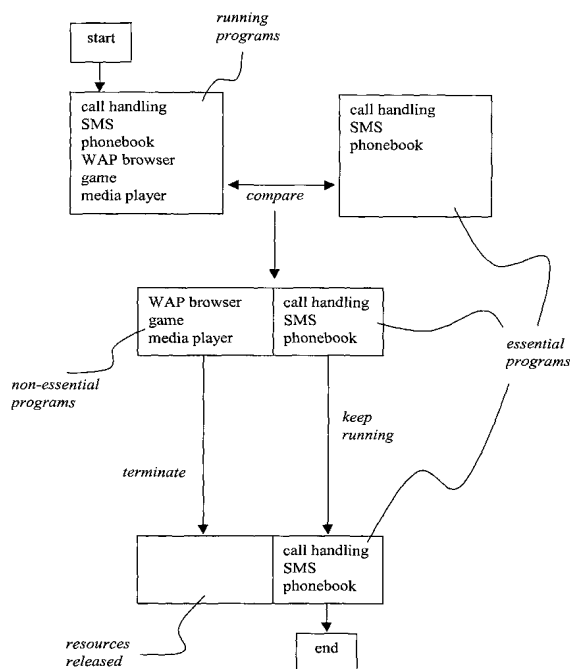 running
programs
start
call handling
SMS
phonebook
WAP browser
game
media player
call handling
SMS
phonebook
compare
WAP browser
game
media player
call handling
SMS
phonebook
essential
programs
non-essential
programs
keep
running
terminate
call handling
SMS
phonebook
resources
released
end